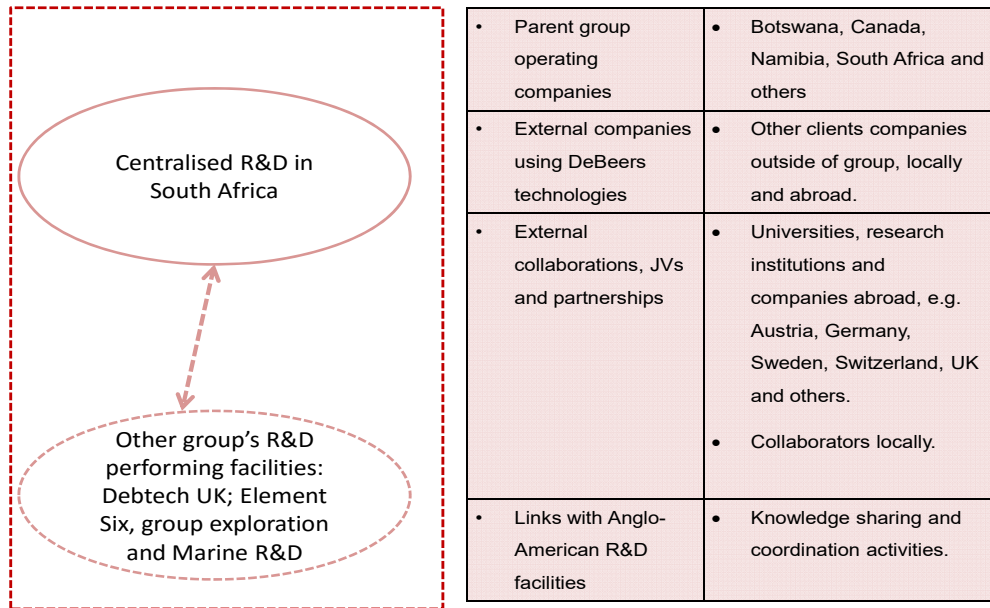 Centralised R&D in
South Africa
Other group's R&D
performing facilities:
Debtech UK; Element
Six, group exploration
and Marine R&D
• Parent group
operating
companies
• Botswana, Canada,
Namibia, South Africa and
others
• External companies
using DeBeers
technologies
• Other clients companies
outside of group, locally
and abroad.
• External
collaborations, JVs
and partnerships
• Universities, research
institutions and
companies abroad, e.g.
Austria, Germany,
Sweden, Switzerland, UK
and others.
• Collaborators locally.
• Links with Anglo-
American R&D
facilities
• Knowledge sharing and
coordination activities.